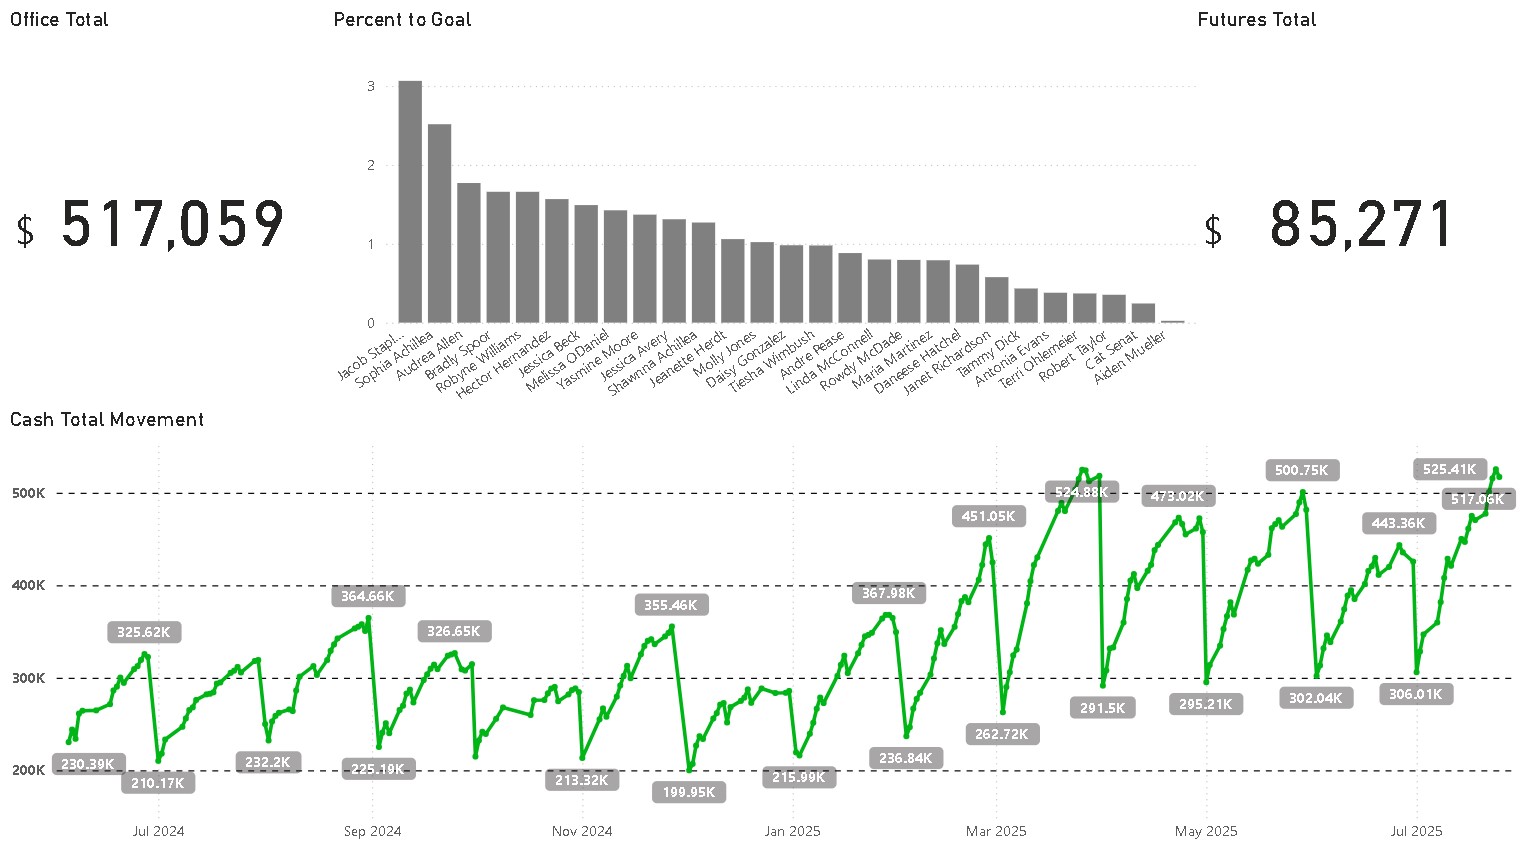 Office Total
Percent to Goal
Futures Total
3
2
1
0
$ 517,059
$ 85,271
Jacob Stapl...
Sophia Achillea
Audrea Allen
Bradly Spoor
Robyne Williams
Hector Hernandez
Jessica Beck
Melissa ODaniel
Yasmine Moore
Jessica Avery
Shawnna Achillea
Jeanette Herdt
Molly Jones
Daisy Gonzalez
Tiesha Wimbush
Andre Pease
Linda McConnell
Rowdy McDade
Maria Martinez
Daneese Hatchel
Janet Richardson
Tammy Dick
Antonia Evans
Terri Ohlemeier
Robert Taylor
Cat Senat
Aiden Mueller
Cash Total Movement
500K
400K
300K
200K
230.39K
325.62K
210.17K
232.2K
364.66K
225.19K
326.65K
213.32K
355.46K
199.95K
215.99K
367.98K
236.84K
451.05K
262.72K
524.88K
291.5K
473.02K
295.21K
500.75K
302.04K
443.36K
306.01K
525.41K
517.06K
Jul 2024
Sep 2024
Nov 2024
Jan 2025
Mar 2025
May 2025
Jul 2025